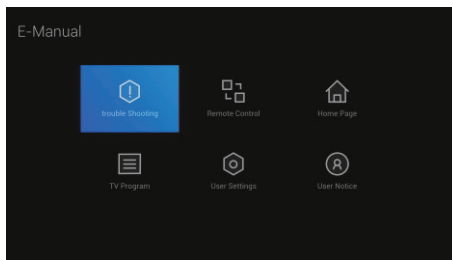 E-Manual
trouble Shooting
Remote Control
Home Page
TV Program
User Settings
User Notice